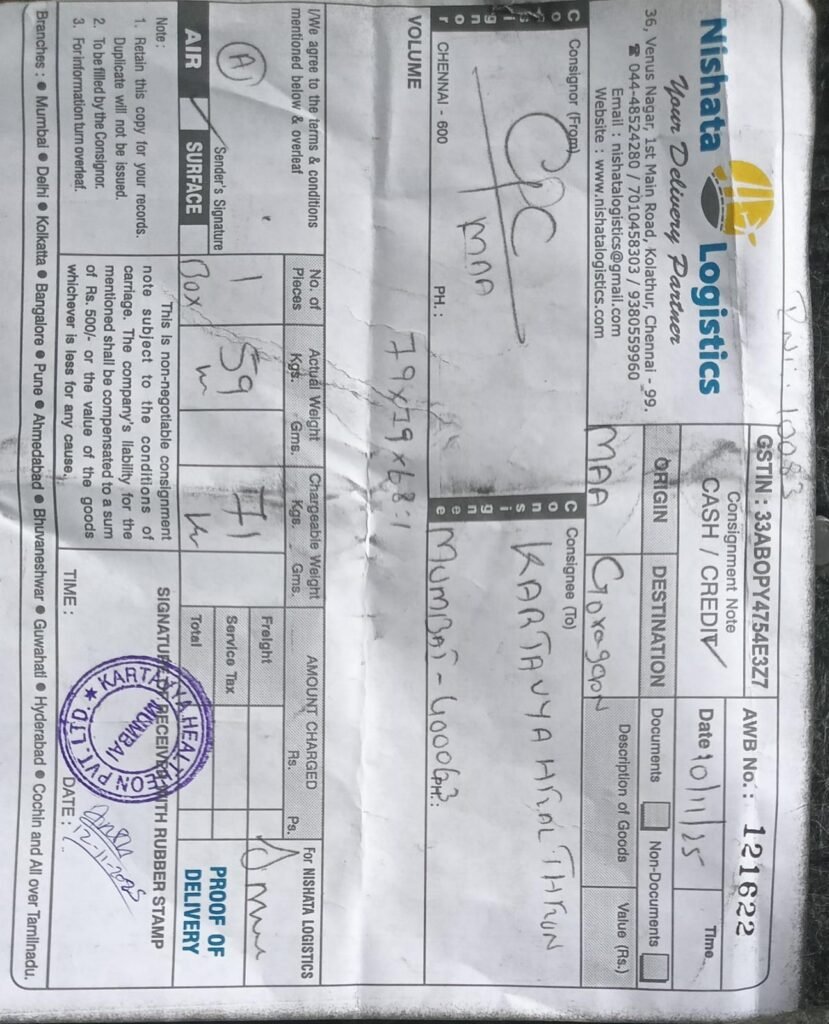 Nishata Logistics
Your Delivery Partner
36, Venus Nagar, 1st Main Road, Kolathur, Chennai - 99.
☎ 044-48524280 / 7010458303 / 9380559960
Email : nishatalogistics@gmail.com
Website : www.nishatalogistics.com
GSTIN : 33ABOPY4754E3Z7
Consignment Note
CASH / CREDIT
AWB No. : 121622
Date 10/11/25
Time
ORIGIN
DESTINATION
MAA
Goregaon
Documents
Non-Documents
Description of Goods
Value (Rs.)
Consignor
Consignor (From)
CPC
MAA
CHENNAI - 600
PH.:
Consignee
Consignee (To)
KARTAVYA HEALTHEON
MUMBAI - 400063
PH.:
VOLUME
79x79x68:1
I/We agree to the terms & conditions
mentioned below & overleaf
Sender's Signature
AIR
SURFACE
No. of Pieces
Actual Weight
Kgs.
Gms.
Chargeable Weight
Kgs.
Gms.
1
Box
59
71
AMOUNT CHARGED
Rs.
Ps.
Freight
Service Tax
Total
For NISHATA LOGISTICS
PROOF OF
DELIVERY
Note :
1. Retain this copy for your records.
Duplicate will not be issued.
2. To be filled by the Consignor.
3. For information turn overleaf.
This is non-negotiable consignment
note subject to the conditions of
carriage. The company's liability for the
mentioned shall be compensated to a sum
of Rs. 500/- or the value of the goods
whichever is less for any cause.
SIGNATURE OF RECEIVER WITH RUBBER STAMP
KARTAVYA HEALTHEON PVT. LTD.
MUMBAI
TIME :
DATE :
12-11-2025
Branches : ● Mumbai ● Delhi ● Kolkatta ● Bangalore ● Pune ● Ahmedabad ● Bhuvaneshwar ● Guwahati ● Hyderabad ● Cochin and All over Tamilnadu.